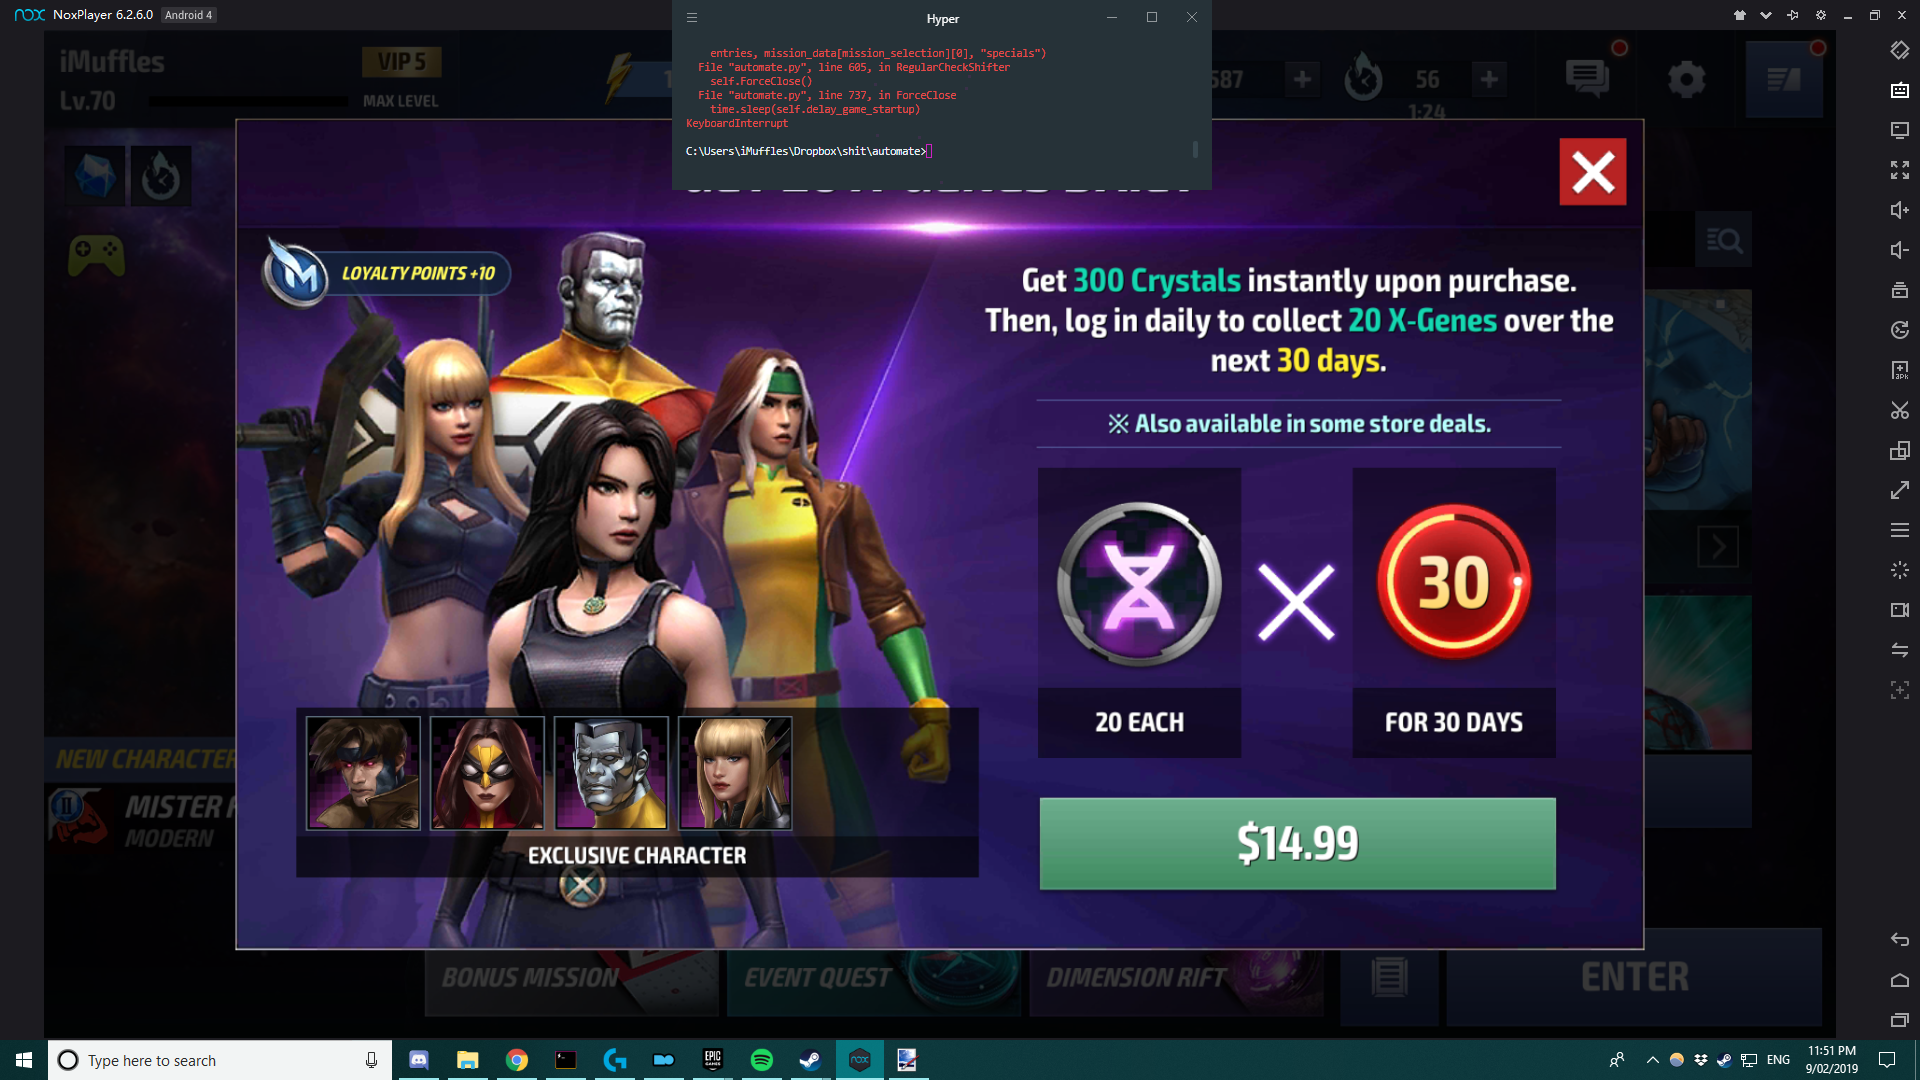 nox NoxPlayer 6.2.6.0 Android 4
Hyper
entries, mission_data[mission_selection][0], "specials")
File "automate.py", line 605, in RegularCheckShifter
self.ForceClose()
File "automate.py", line 737, in ForceClose
time.sleep(self.delay_game_startup)
KeyboardInterrupt
C:\Users\iMuffles\Dropbox\shit\automate>
iMuffles
VIP 5
Lv.70
MAX LEVEL
587
56
1:24
LOYALTY POINTS +10
Get 300 Crystals instantly upon purchase.
Then, log in daily to collect 20 X-Genes over the
next 30 days.
※ Also available in some store deals.
30
20 EACH
FOR 30 DAYS
$14.99
EXCLUSIVE CHARACTER
NEW CHARACTER
II
MISTER
MODERN
BONUS MISSION
EVENT QUEST
DIMENSION RIFT
ENTER
Type here to search
EPIC
GAMES
nox
ENG
11:51 PM
9/02/2019